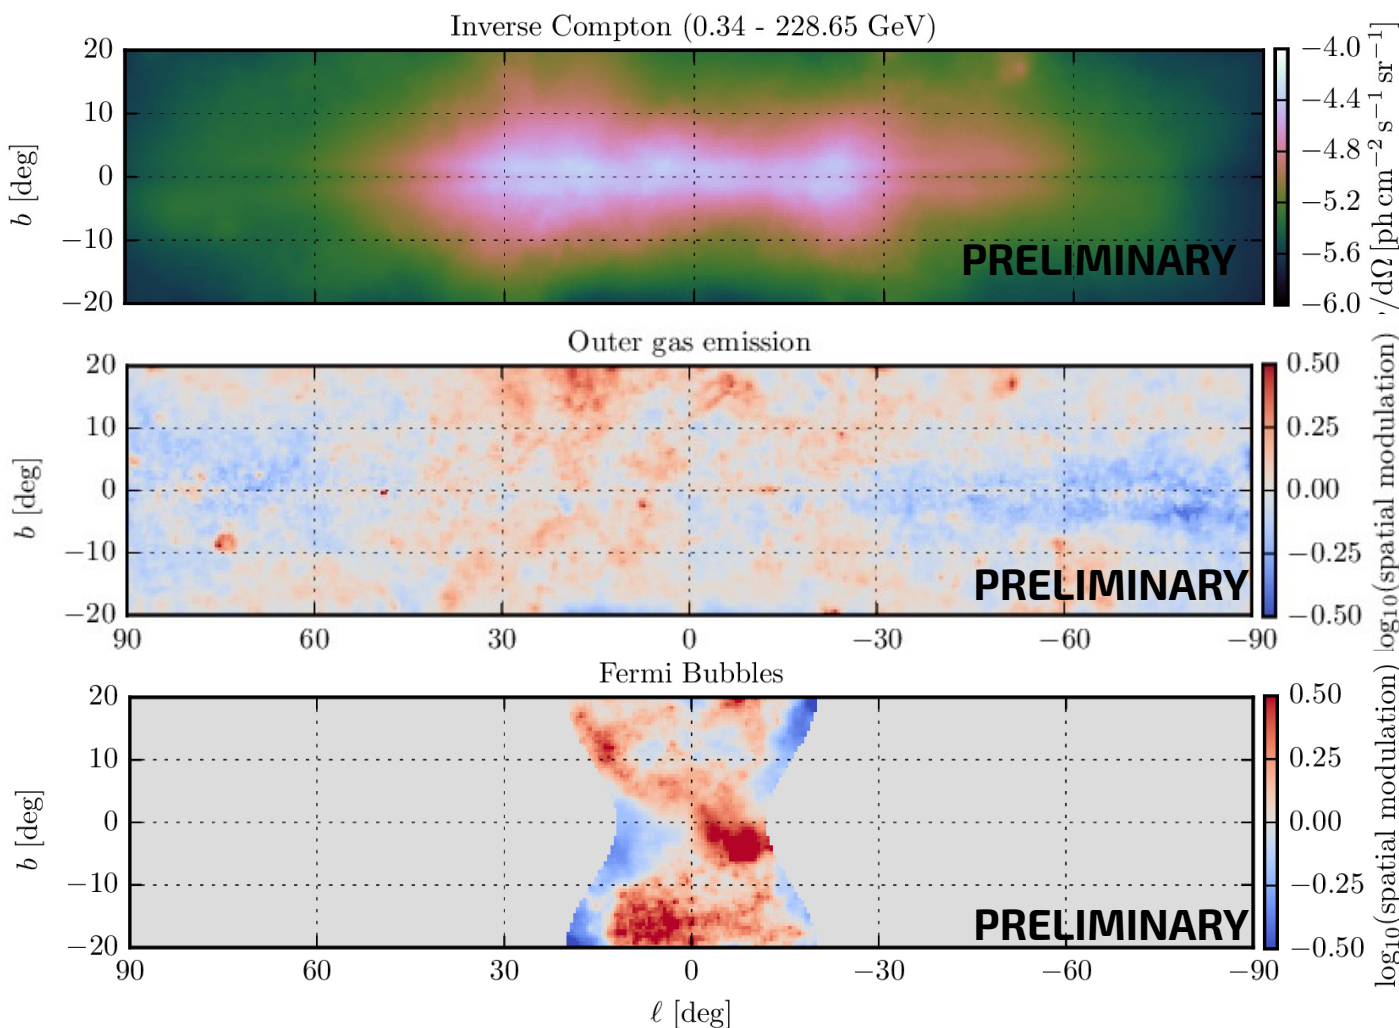 Inverse Compton (0.34 - 228.65 GeV)
20
10
0
−10
−20
b [deg]
PRELIMINARY
−4.0
−4.4
−4.8
−5.2
−5.6
−6.0
/dΩ [ph cm⁻² s⁻¹ sr⁻¹]
Outer gas emission
20
10
0
−10
−20
b [deg]
PRELIMINARY
90 60 30 0 −30 −60 −90
0.50
0.25
0.00
−0.25
−0.50
log₁₀(spatial modulation)
Fermi Bubbles
20
10
0
−10
−20
b [deg]
PRELIMINARY
90 60 30 0 −30 −60 −90
ℓ [deg]
0.50
0.25
0.00
−0.25
−0.50
log₁₀(spatial modulation)